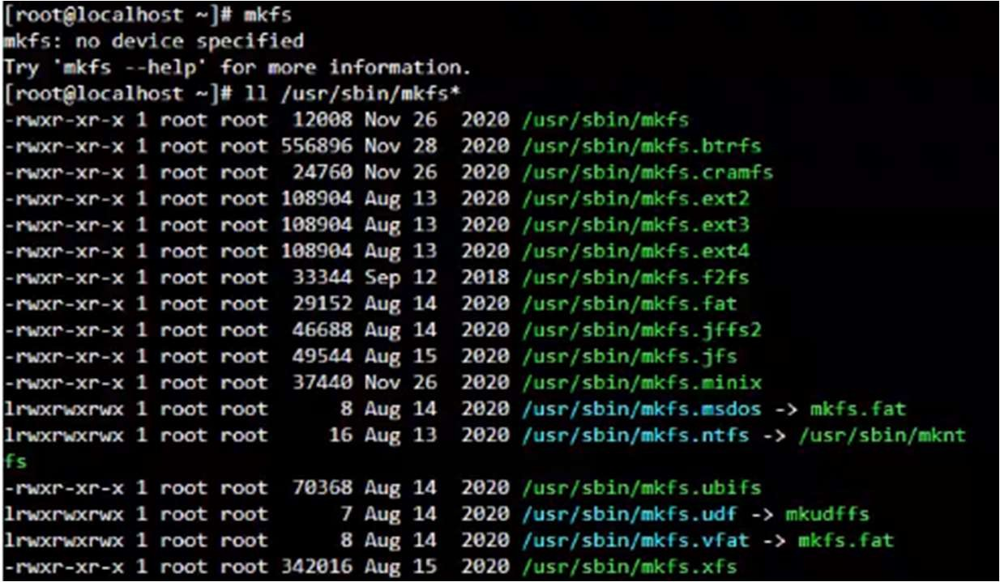 [root@localhost ~]# mkfs
mkfs: no device specified
Try 'mkfs --help' for more information.
[root@localhost ~]# ll /usr/sbin/mkfs*
-rwxr-xr-x 1 root root  12008 Nov 26  2020 /usr/sbin/mkfs
-rwxr-xr-x 1 root root 556896 Nov 28  2020 /usr/sbin/mkfs.btrfs
-rwxr-xr-x 1 root root  24760 Nov 26  2020 /usr/sbin/mkfs.cramfs
-rwxr-xr-x 1 root root 108904 Aug 13  2020 /usr/sbin/mkfs.ext2
-rwxr-xr-x 1 root root 108904 Aug 13  2020 /usr/sbin/mkfs.ext3
-rwxr-xr-x 1 root root 108904 Aug 13  2020 /usr/sbin/mkfs.ext4
-rwxr-xr-x 1 root root  33344 Sep 12  2018 /usr/sbin/mkfs.f2fs
-rwxr-xr-x 1 root root  29152 Aug 14  2020 /usr/sbin/mkfs.fat
-rwxr-xr-x 1 root root  46688 Aug 14  2020 /usr/sbin/mkfs.jffs2
-rwxr-xr-x 1 root root  49544 Aug 15  2020 /usr/sbin/mkfs.jfs
-rwxr-xr-x 1 root root  37440 Nov 26  2020 /usr/sbin/mkfs.minix
lrwxrwxrwx 1 root root      8 Aug 14  2020 /usr/sbin/mkfs.msdos -> mkfs.fat
lrwxrwxrwx 1 root root     16 Aug 13  2020 /usr/sbin/mkfs.ntfs -> /usr/sbin/mknt
fs
-rwxr-xr-x 1 root root  70368 Aug 14  2020 /usr/sbin/mkfs.ubifs
lrwxrwxrwx 1 root root      7 Aug 14  2020 /usr/sbin/mkfs.udf -> mkudffs
lrwxrwxrwx 1 root root      8 Aug 14  2020 /usr/sbin/mkfs.vfat -> mkfs.fat
-rwxr-xr-x 1 root root 342016 Aug 15  2020 /usr/sbin/mkfs.xfs